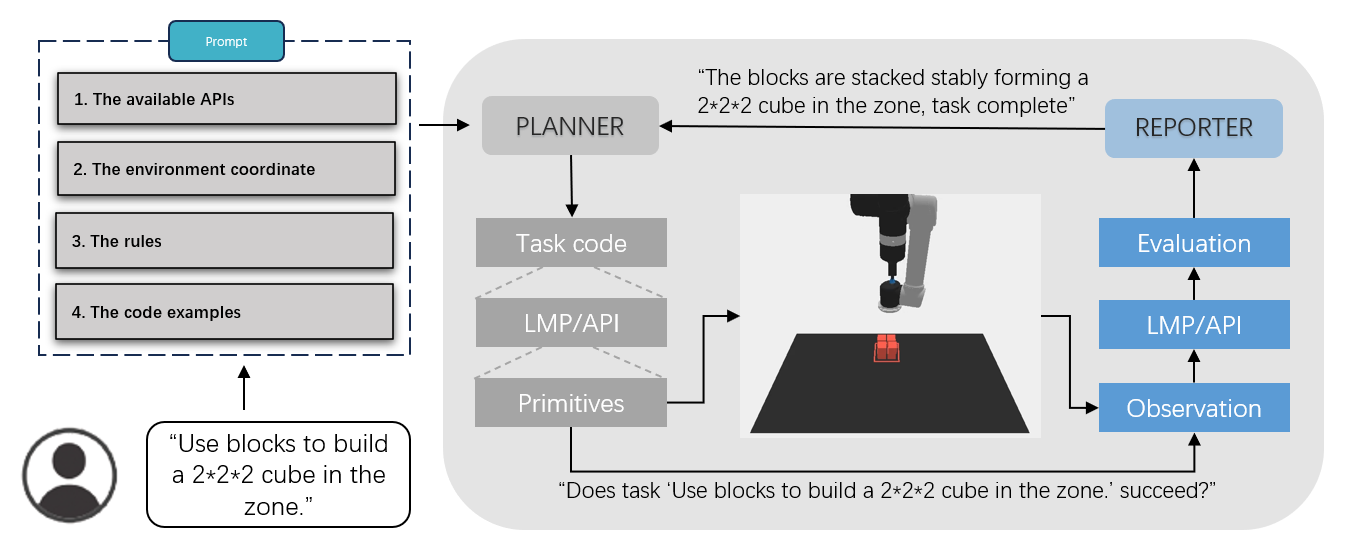 Prompt
1. The available APIs
2. The environment coordinate
3. The rules
4. The code examples
“Use blocks to build
a 2*2*2 cube in the
zone.”
PLANNER
“The blocks are stacked stably forming a
2*2*2 cube in the zone, task complete”
REPORTER
Task code
LMP/API
Primitives
Evaluation
LMP/API
Observation
“Does task ‘Use blocks to build a 2*2*2 cube in the zone.’ succeed?”